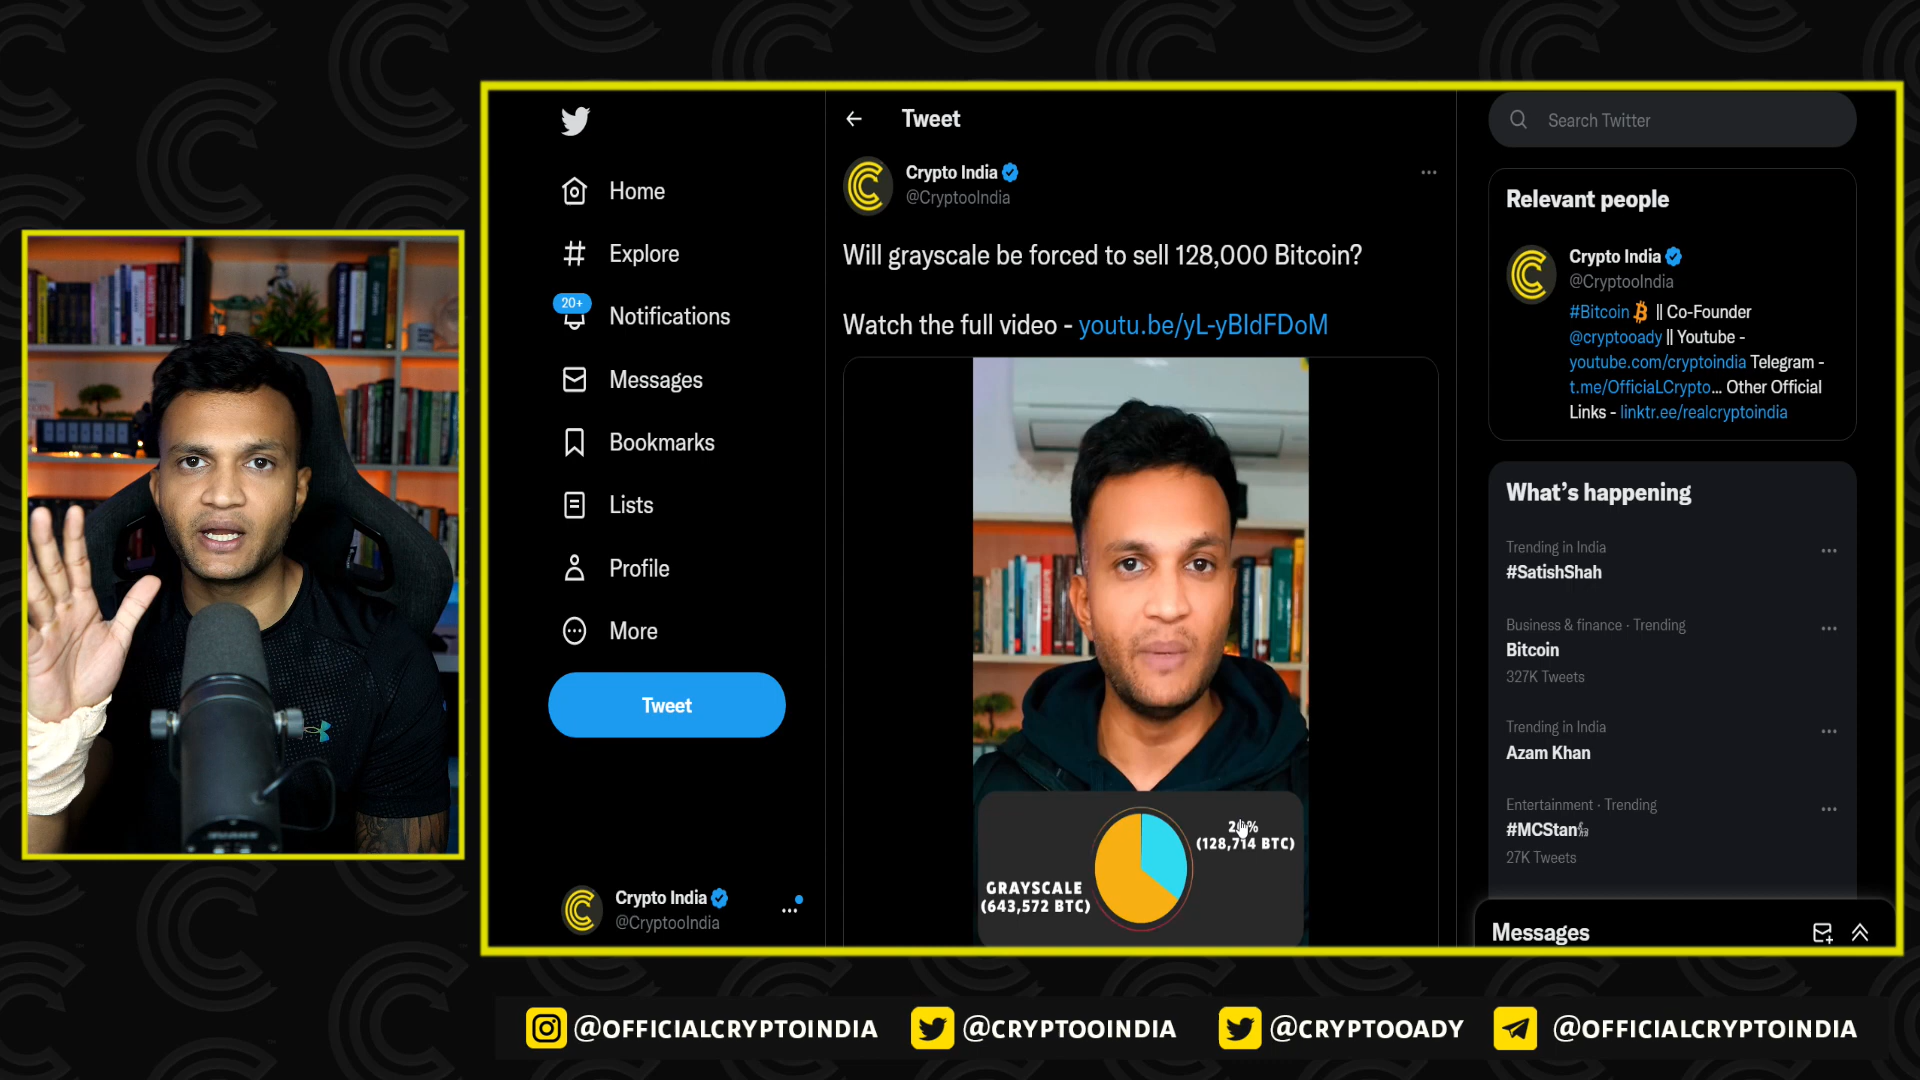 Tweet
Crypto India
@CryptooIndia
Will grayscale be forced to sell 128,000 Bitcoin?
Watch the full video - youtu.be/yL-yBIdFDoM
GRAYSCALE
(643,572 BTC)
(128,714 BTC)
Home
Explore
20+
Notifications
Messages
Bookmarks
Lists
Profile
More
Tweet
Crypto India
@CryptooIndia
Search Twitter
Relevant people
Crypto India
@CryptooIndia
#Bitcoin || Co-Founder
@cryptooady || Youtube -
youtube.com/cryptoindia Telegram -
t.me/OfficiaLCrypto... Other Official
Links - linktr.ee/realcryptoindia
What's happening
Trending in India
#SatishShah
Business & finance · Trending
Bitcoin
327K Tweets
Trending in India
Azam Khan
Entertainment · Trending
#MCStan
27K Tweets
Messages
@OFFICIALCRYPTOINDIA
@CRYPTOOINDIA
@CRYPTOOADY
@OFFICIALCRYPTOINDIA